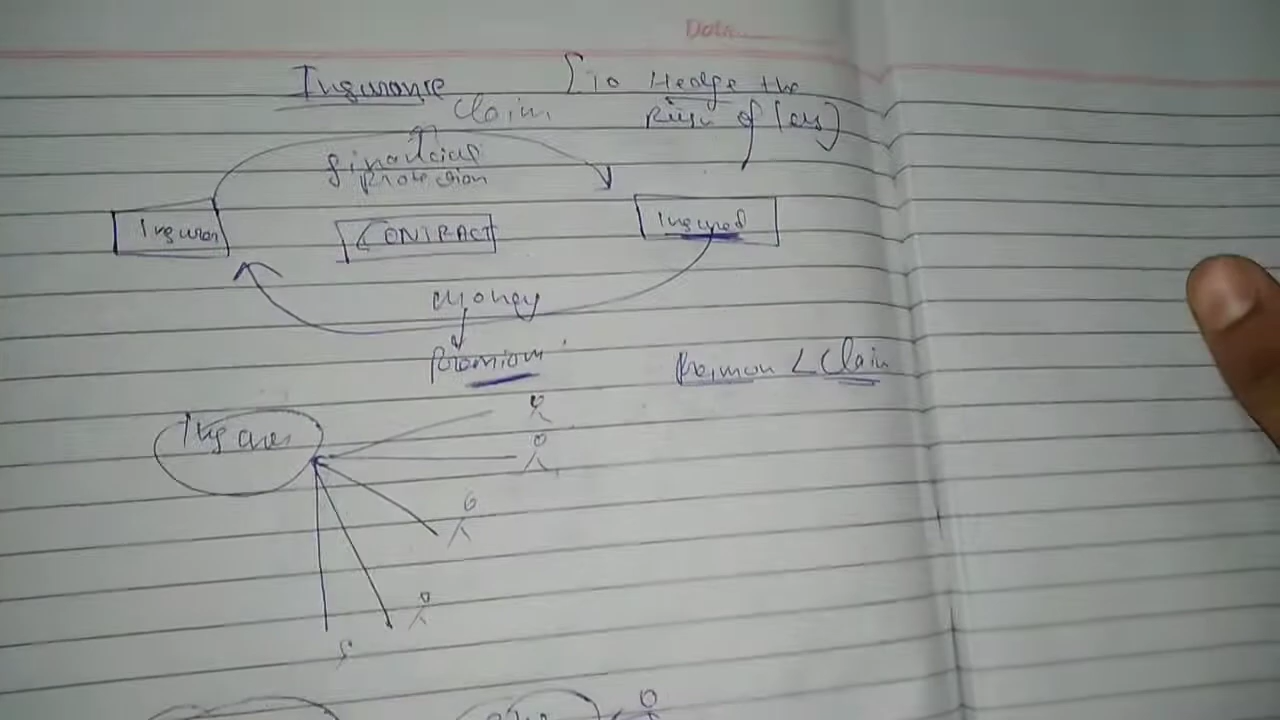 Date
Insurance [to Hedge the
Claim Risk of loss]
financial
protection
Insurer CONTRACT Insured
Money
Premium
Premium < Claim
Insurer